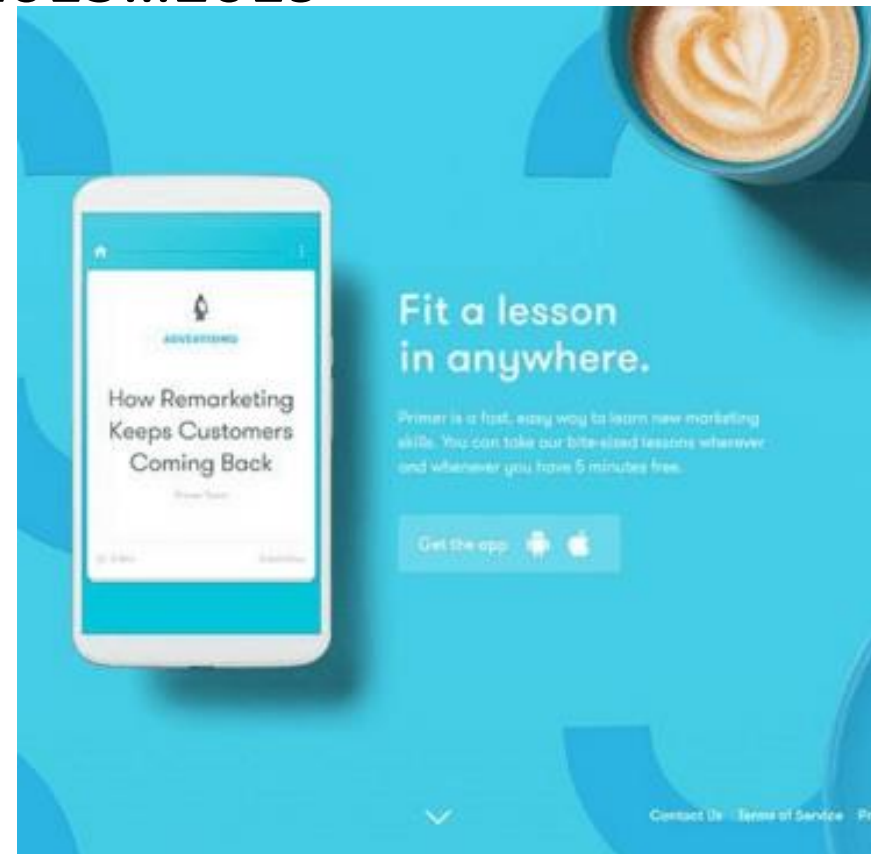 ADVERTISING
How Remarketing
Keeps Customers
Coming Back
Primer Team
Fit a lesson
in anywhere.
Primer is a fast, easy way to learn new marketing
skills. You can take our bite-sized lessons wherever
and whenever you have 5 minutes free.
Get the app
Contact Us Terms of Service